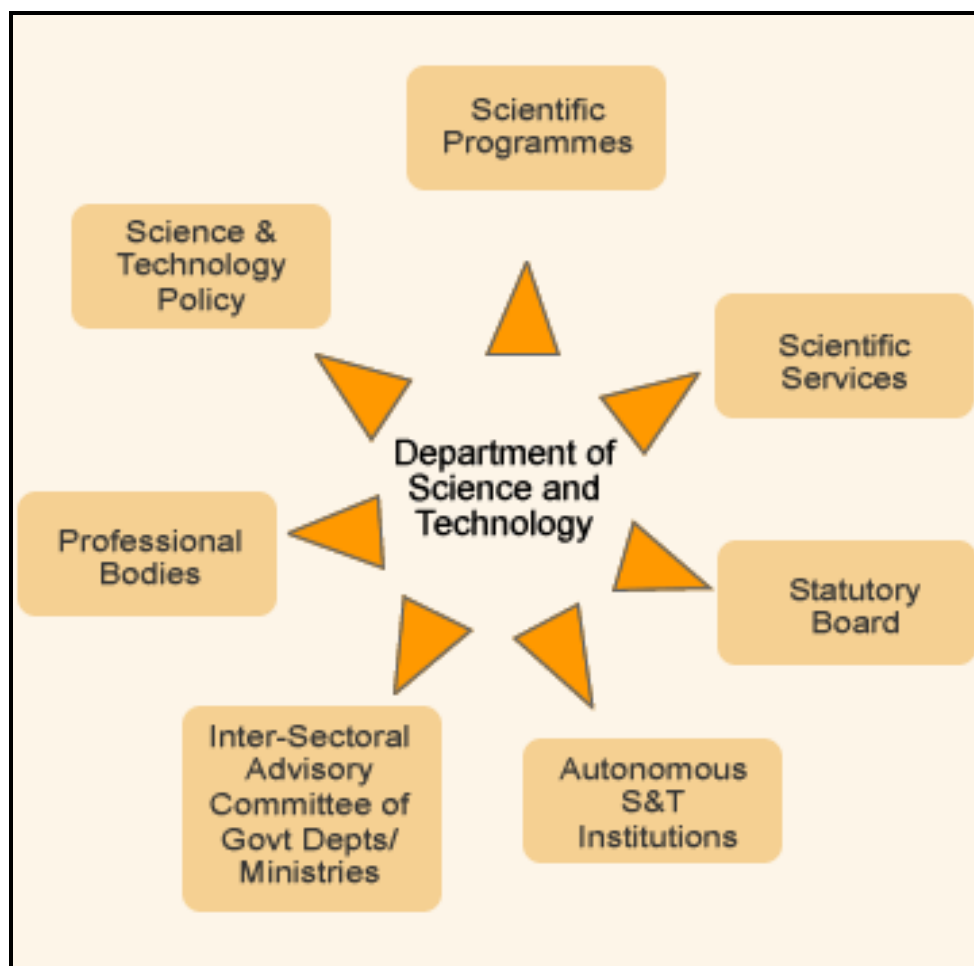 Scientific
Programmes
Science &
Technology
Policy
Scientific
Services
Department of
Science and
Technology
Professional
Bodies
Statutory
Board
Inter-Sectoral
Advisory
Committee of
Govt Depts/
Ministries
Autonomous
S&T
Institutions